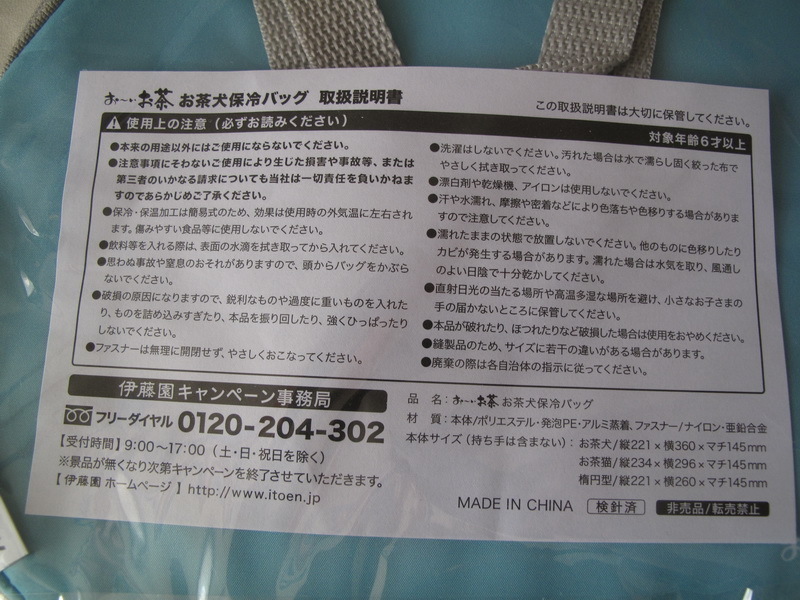 お〜いお茶 お茶犬保冷バッグ 取扱説明書
この取扱説明書は大切に保管してください。
使用上の注意（必ずお読みください）
対象年齢6才以上
●本来の用途以外にはご使用にならないでください。
●注意事項にそわないご使用により生じた損害や事故等、または
第三者のいかなる請求についても当社は一切責任を負いかねま
すのであらかじめご了承ください。
●保冷・保温加工は簡易式のため、効果は使用時の外気温に左右され
ます。傷みやすい食品等に使用しないでください。
●飲料等を入れる際は、表面の水滴を拭き取ってから入れてください。
●思わぬ事故や窒息のおそれがありますので、頭からバッグをかぶら
ないでください。
●破損の原因になりますので、鋭利なものや過度に重いものを入れた
り、ものを詰め込みすぎたり、本品を振り回したり、強くひっぱったり
しないでください。
●ファスナーは無理に開閉せず、やさしくおこなってください。
●洗濯はしないでください。汚れた場合は水で濡らし固く絞った布で
やさしく拭き取ってください。
●漂白剤や乾燥機、アイロンは使用しないでください。
●汗や水濡れ、摩擦や密着などにより色落ちや色移りする場合がありま
すので注意してください。
●濡れたままの状態で放置しないでください。他のものに色移りしたり
カビが発生する場合があります。濡れた場合は水気を取り、風通し
のよい日陰で十分乾かしてください。
●直射日光の当たる場所や高温多湿な場所を避け、小さなお子さまの
手の届かないところに保管してください。
●本品が破れたり、ほつれたりなど破損した場合は使用をおやめください。
●縫製品のため、サイズに若干の違いがある場合があります。
●廃棄の際は各自治体の指示に従ってください。
伊藤園キャンペーン事務局
フリーダイヤル 0120-204-302
【受付時間】9:00〜17:00（土・日・祝日を除く）
※景品が無くなり次第キャンペーンを終了させていただきます。
【 伊藤園 ホームページ 】http://www.itoen.jp
品 名：お〜いお茶 お茶犬保冷バッグ
材 質：本体/ポリエステル・発泡PE・アルミ蒸着、ファスナー/ナイロン・亜鉛合金
本体サイズ（持ち手は含まない）：お茶犬/縦221×横360×マチ145mm
お茶猫/縦234×横296×マチ145mm
楕円型/縦221×横260×マチ145mm
MADE IN CHINA 検針済 非売品/転売禁止